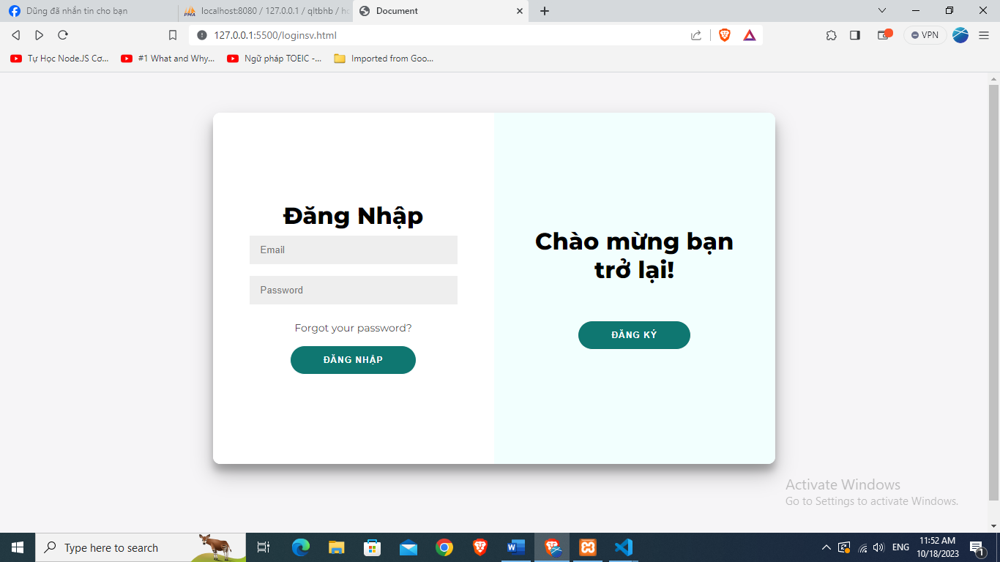 Dũng đã nhắn tin cho bạn
localhost:8080 / 127.0.0.1 / qltbhb / 
Document
127.0.0.1:5500/loginsv.html
VPN
Tự Học Node.JS Cơ...
#1 What and Why...
Ngữ pháp TOEIC -...
Imported from Goo...
Đăng Nhập
Email
Password
Forgot your password?
ĐĂNG NHẬP
Chào mừng bạn
trở lại!
ĐĂNG KÝ
Activate Windows
Go to Settings to activate Windows.
Type here to search
ENG
11:52 AM
10/18/2023
1